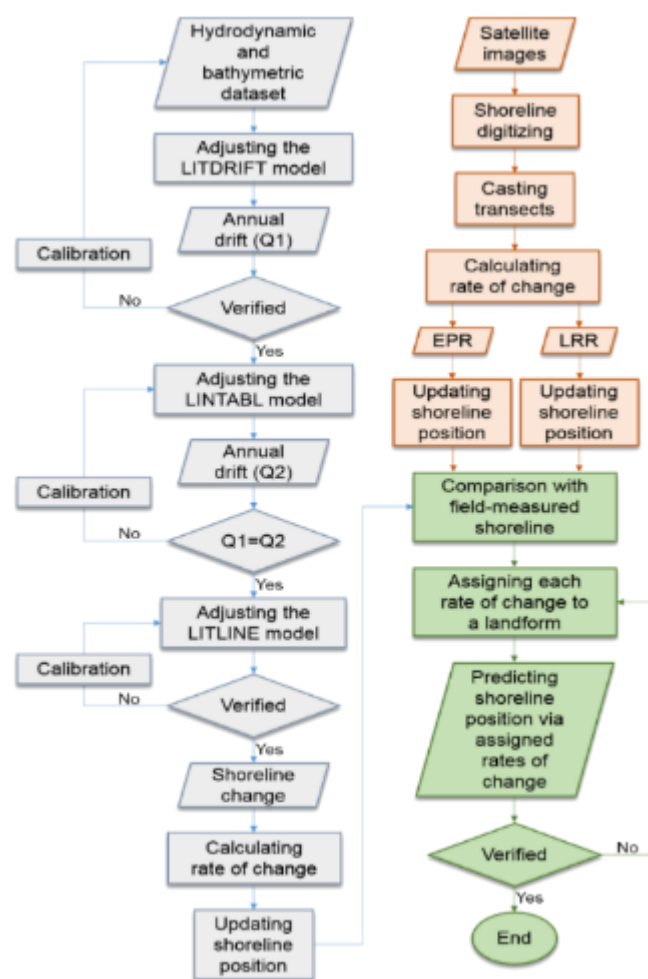 Hydrodynamic
and
bathymetric
dataset
Adjusting the
LITDRIFT model
Annual
drift (Q1)
Calibration
No
Verified
Yes
Adjusting the
LINTABL model
Annual
drift (Q2)
Calibration
No
Q1=Q2
Yes
Adjusting the
LITLINE model
Calibration
No
Verified
Yes
Shoreline
change
Calculating
rate of change
Updating
shoreline
position
Satellite
images
Shoreline
digitizing
Casting
transects
Calculating
rate of change
EPR
LRR
Updating
shoreline
position
Updating
shoreline
position
Comparison with
field-measured
shoreline
Assigning each
rate of change to
a landform
Predicting
shoreline
position via
assigned
rates of
change
Verified
No
Yes
End